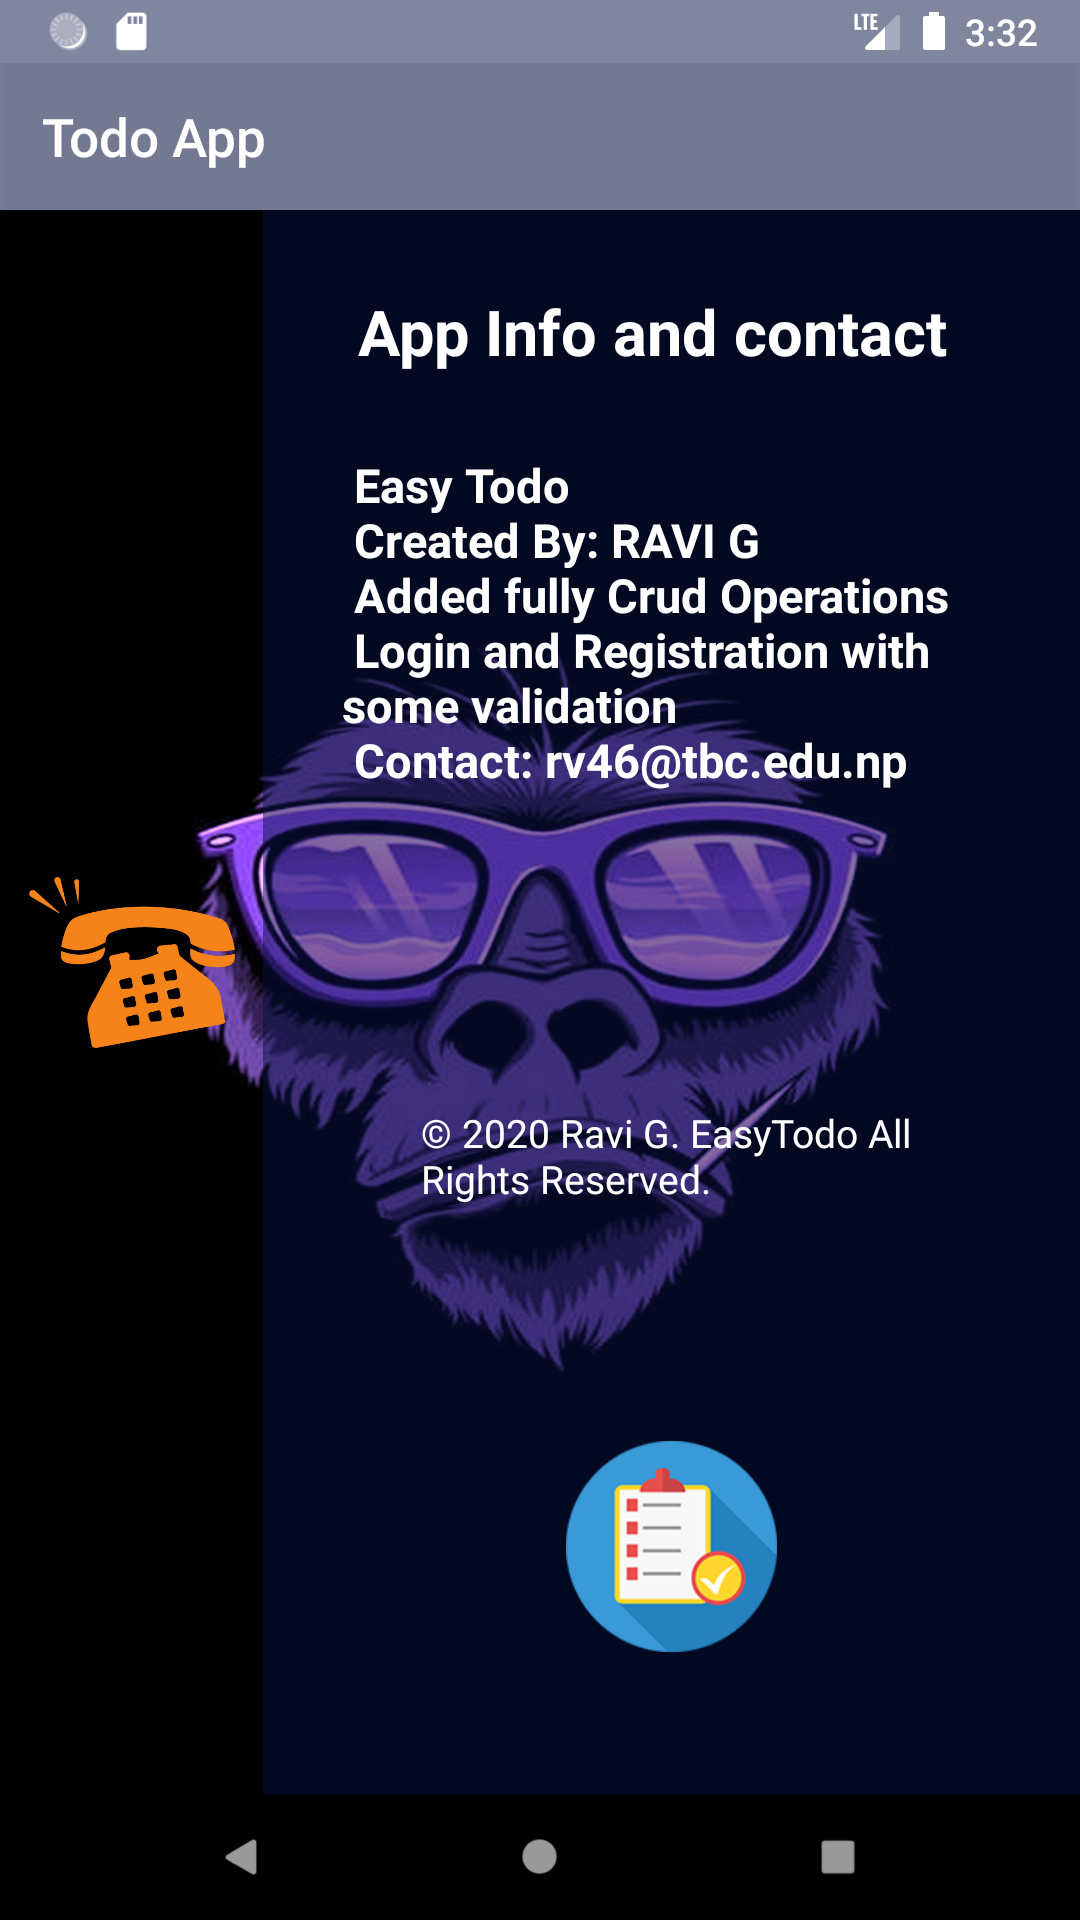 LTE 3:32
Todo App
App Info and contact
Easy Todo
Created By: RAVI G
Added fully Crud Operations
Login and Registration with
some validation
Contact: rv46@tbc.edu.np
© 2020 Ravi G. EasyTodo All
Rights Reserved.